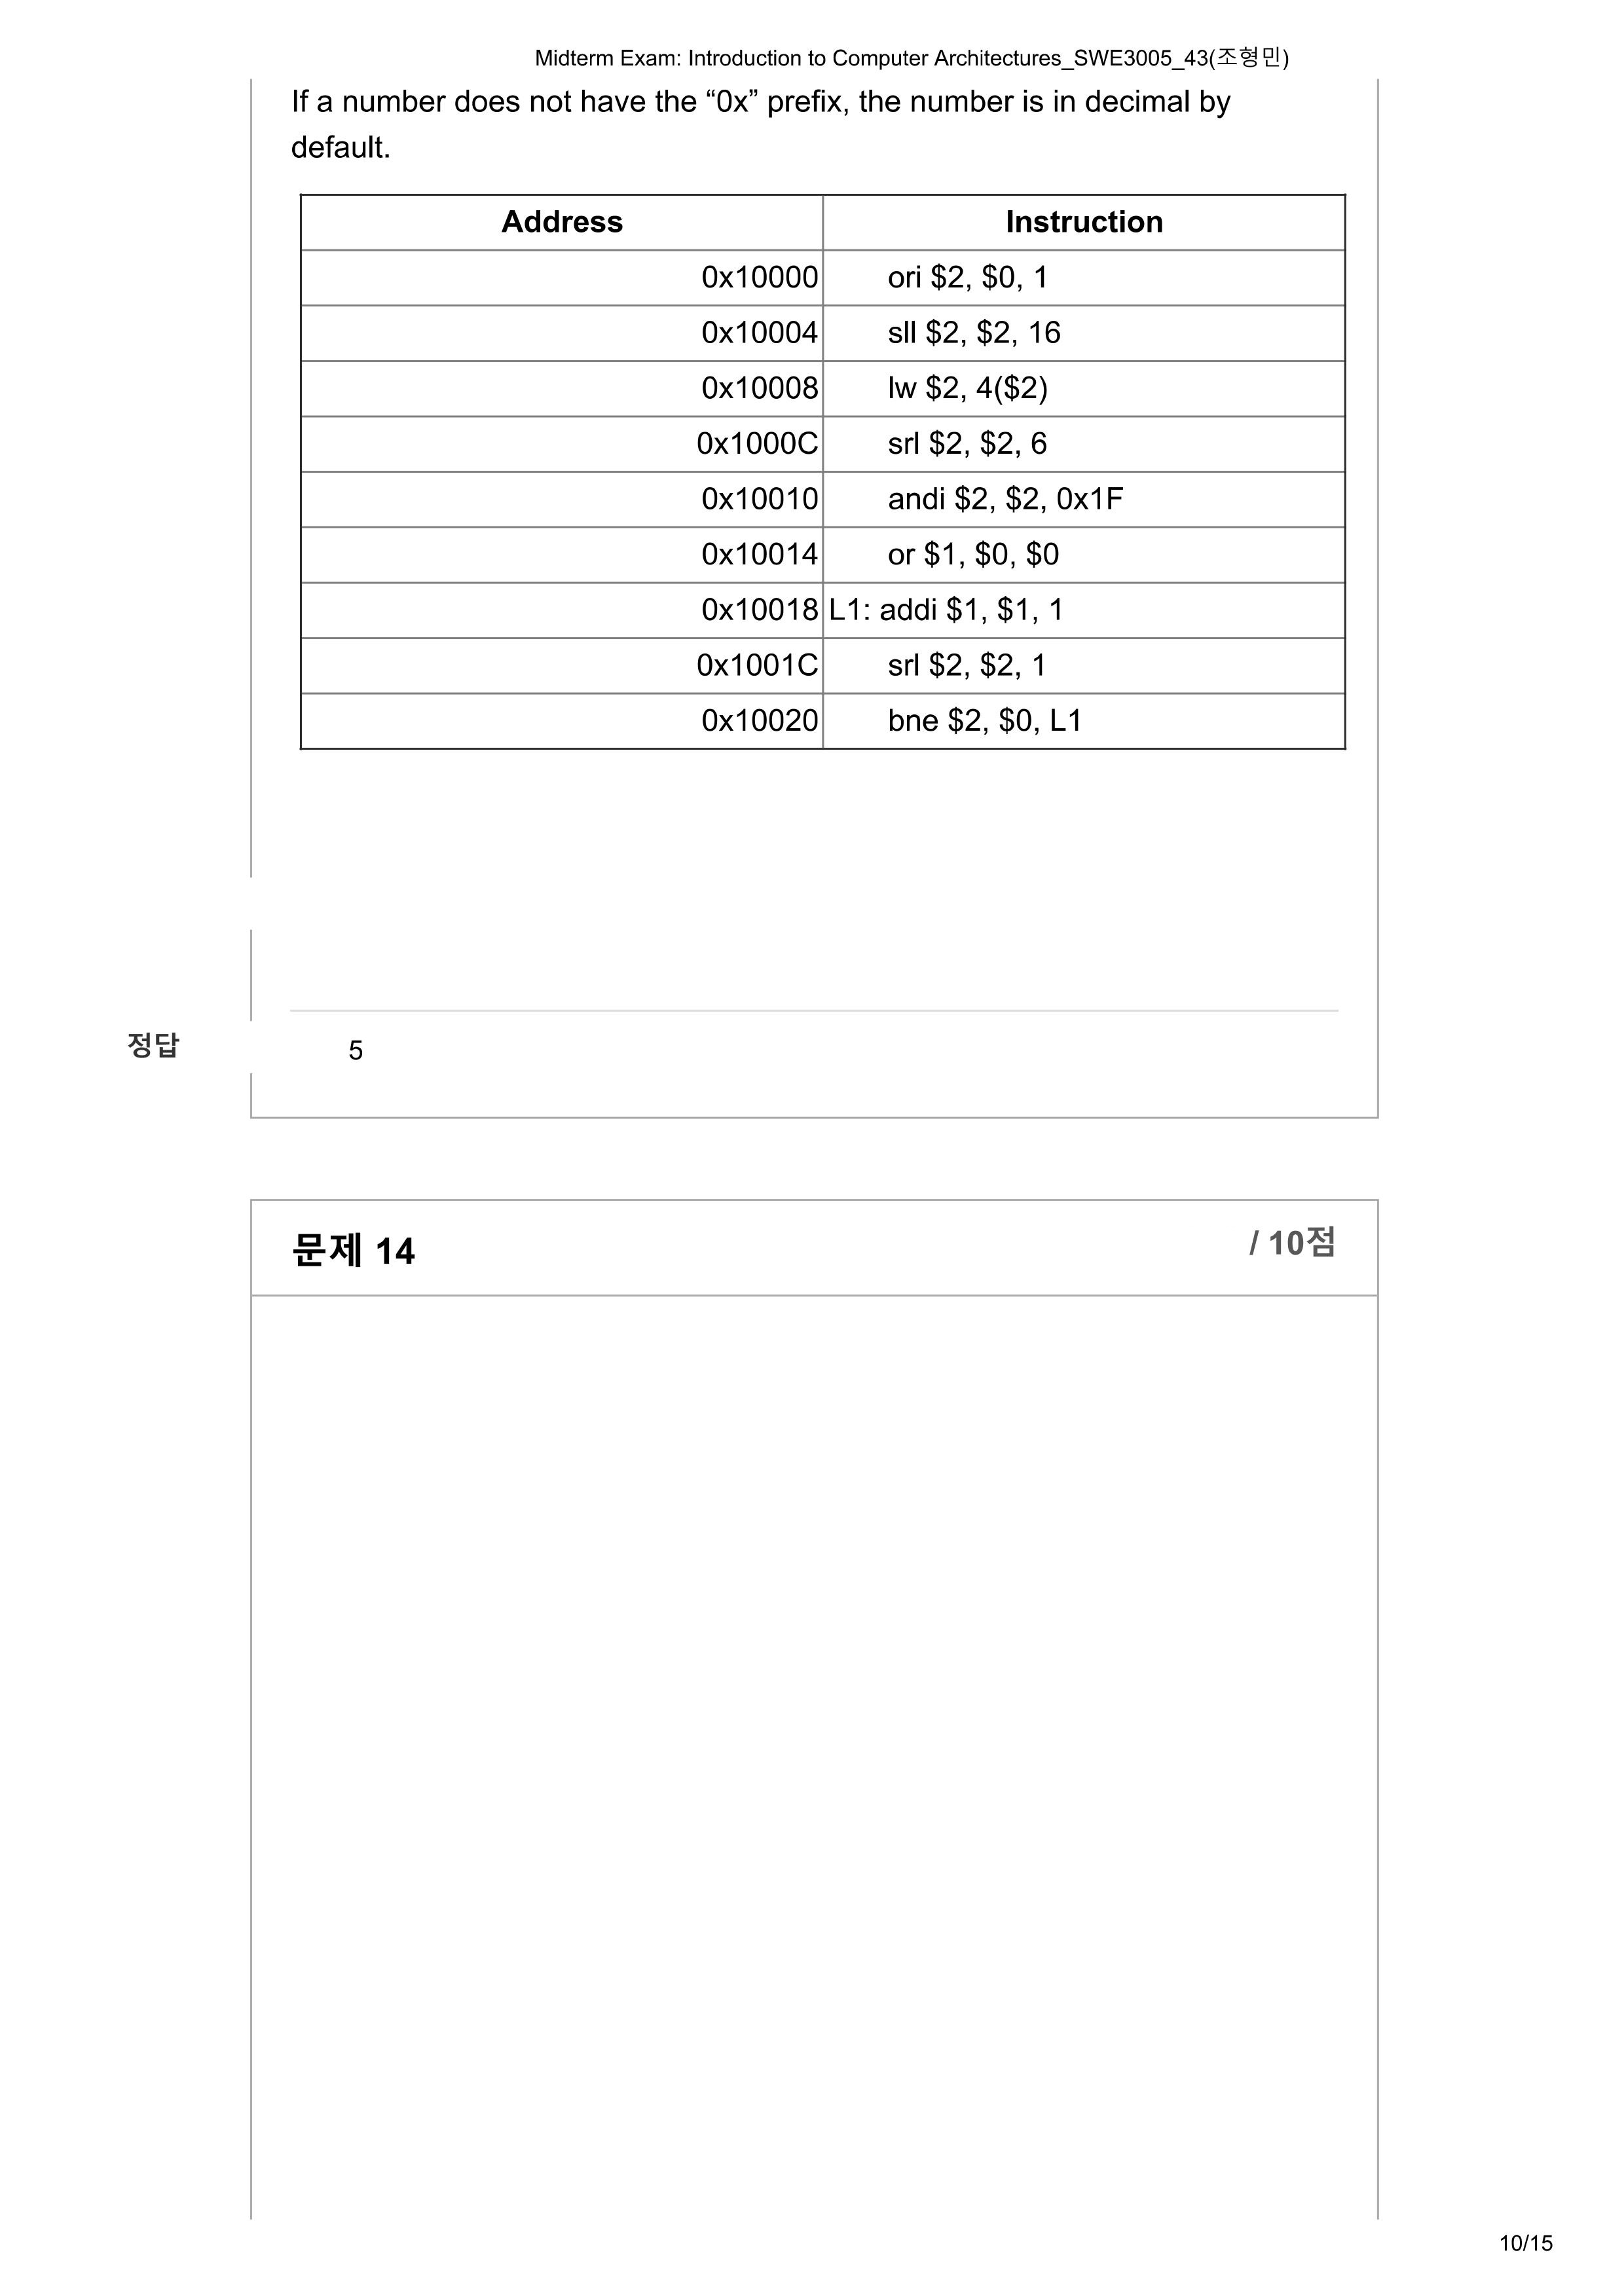 Midterm Exam: Introduction to Computer Architectures_SWE3005_43(조형민)
If a number does not have the “0x” prefix, the number is in decimal by
default.
Address Instruction
0x10000 ori $2, $0, 1
0x10004 sll $2, $2, 16
0x10008 lw $2, 4($2)
0x1000C srl $2, $2, 6
0x10010 andi $2, $2, 0x1F
0x10014 or $1, $0, $0
0x10018 L1: addi $1, $1, 1
0x1001C srl $2, $2, 1
0x10020 bne $2, $0, L1
정답 5
문제 14 / 10점
10/15